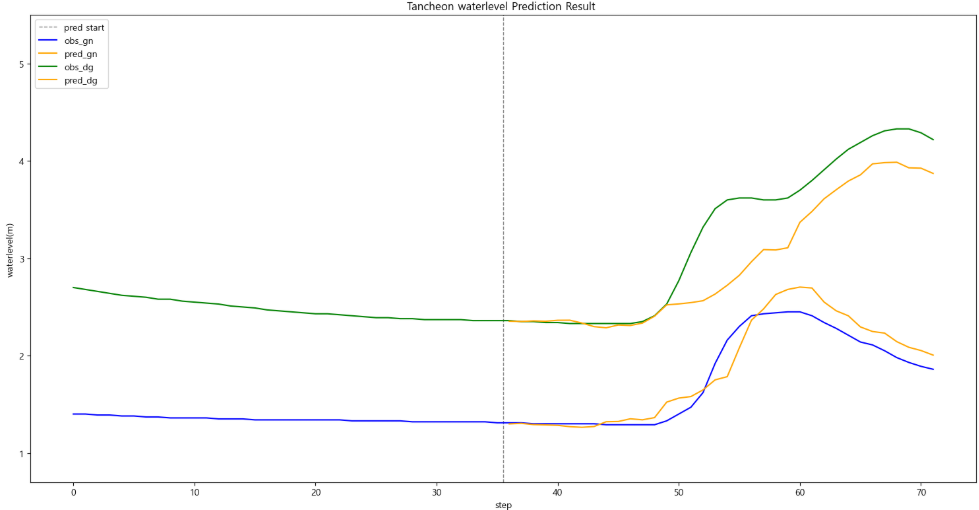 Tancheon waterlevel Prediction Result
pred start
obs_gn
pred_gn
obs_dg
pred_dg
waterlevel(m)
5
4
3
2
1
0 10 20 30 40 50 60 70
step